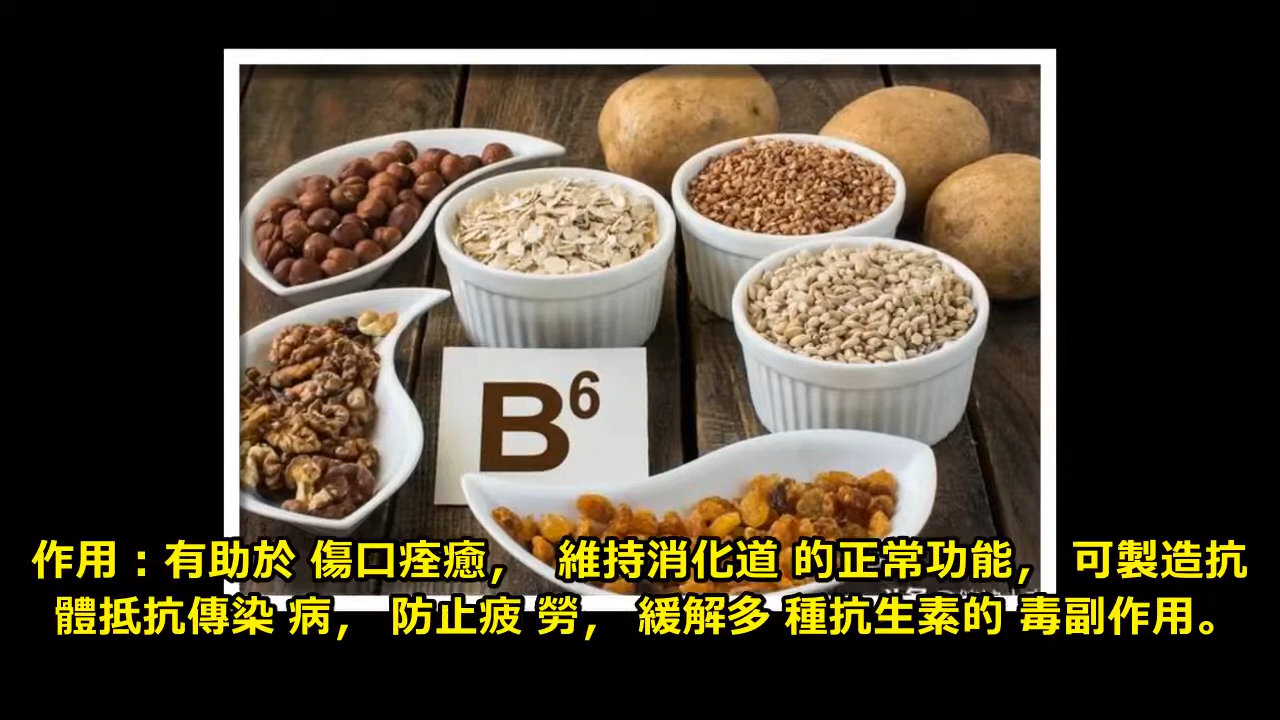 B6
作用：有助於 傷口痊癒， 維持消化道 的正常功能， 可製造抗
體抵抗傳染 病， 防止疲 勞， 緩解多 種抗生素的 毒副作用。